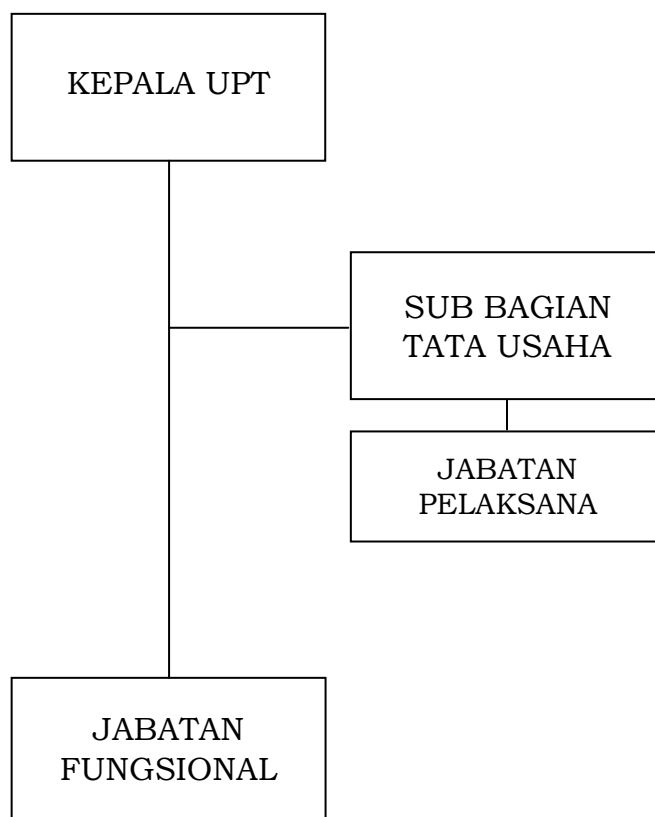 KEPALA UPT
SUB BAGIAN
TATA USAHA
JABATAN
PELAKSANA
JABATAN
FUNGSIONAL